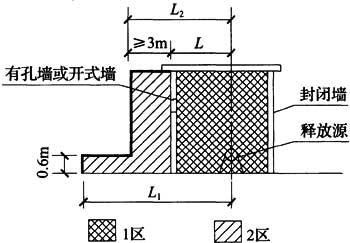 L₂
≥3m L
有孔墙或开式墙
封闭墙
释放源
0.6m
L₁
1区 2区